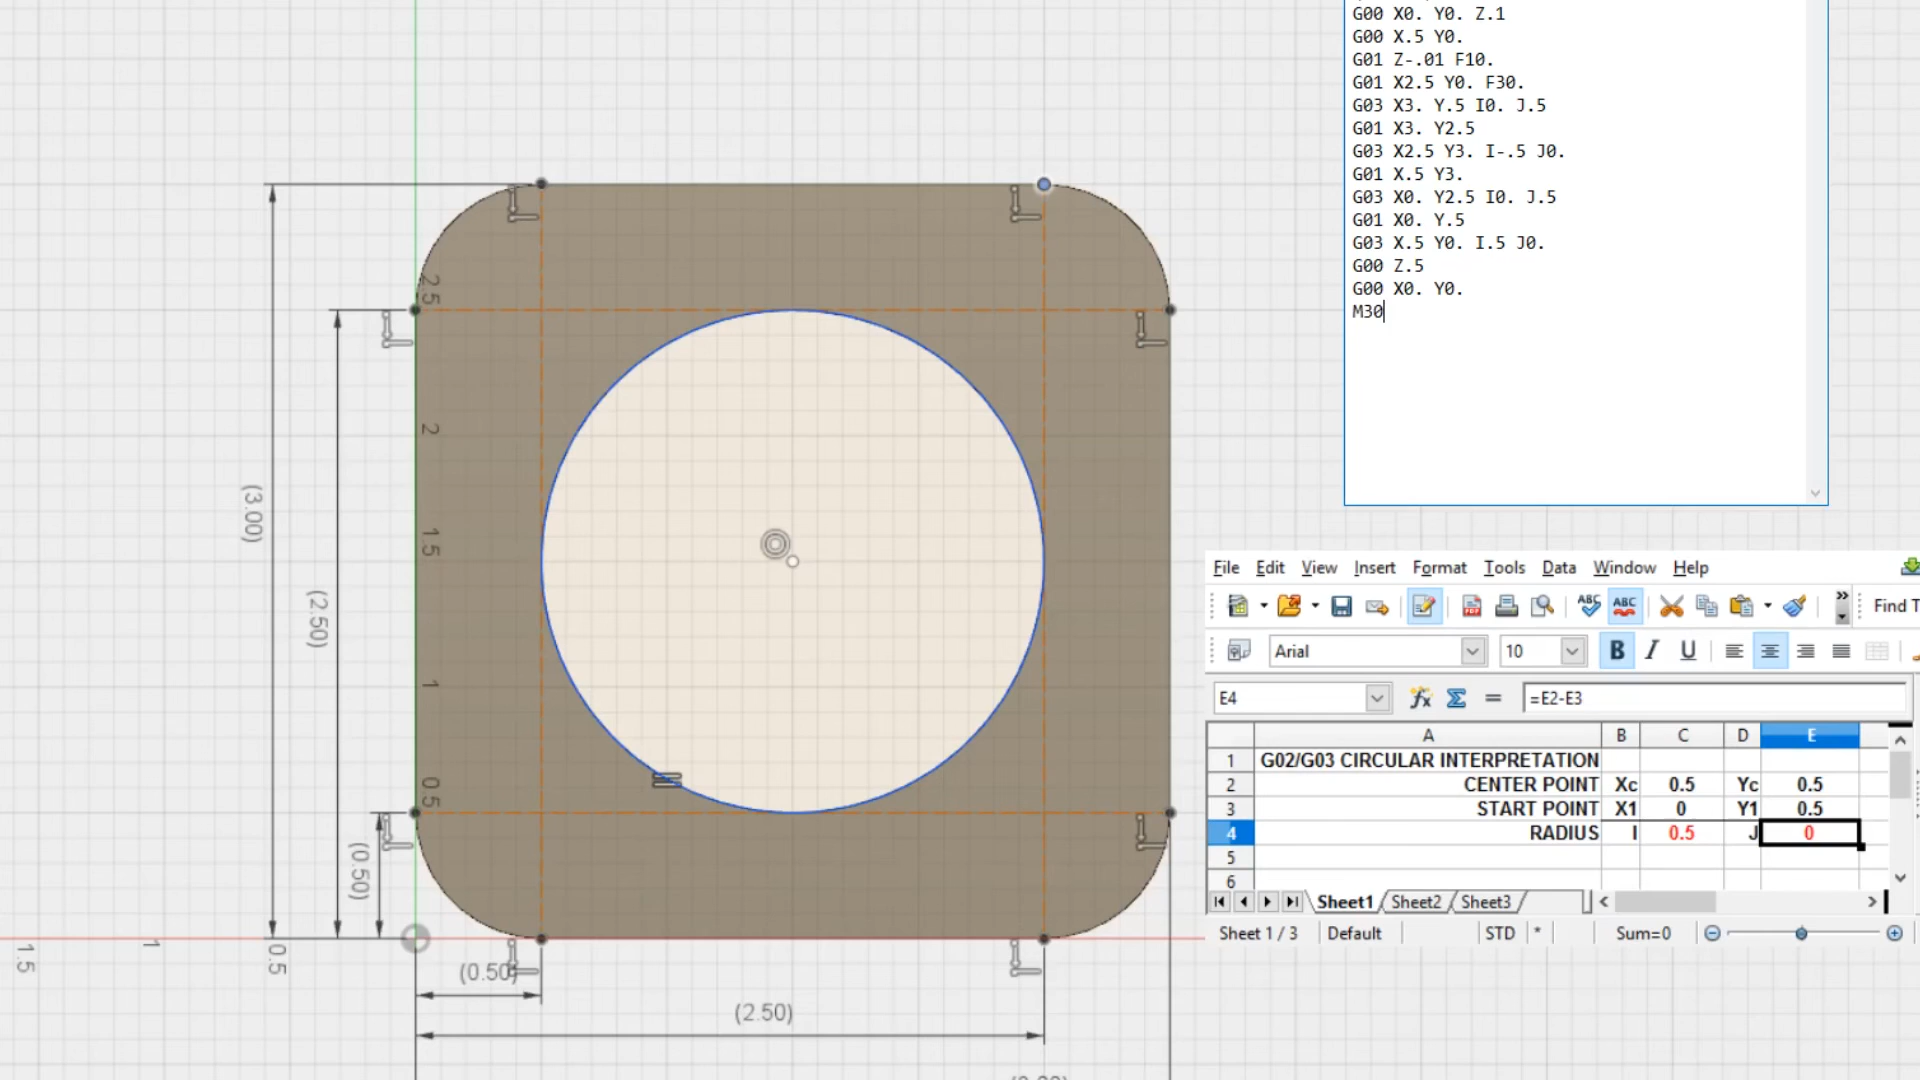 G00 X0. Y0. Z.1
G00 X.5 Y0.
G01 Z-.01 F10.
G01 X2.5 Y0. F30.
G03 X3. Y.5 I0. J.5
G01 X3. Y2.5
G03 X2.5 Y3. I-.5 J0.
G01 X.5 Y3.
G03 X0. Y2.5 I0. J.5
G01 X0. Y.5
G03 X.5 Y0. I.5 J0.
G00 Z.5
G00 X0. Y0.
M30
2.5
2
1.5
1
0.5
(3.00)
(2.50)
(0.50)
1.5
1
0.5
(0.50)
(2.50)
File Edit View Insert Format Tools Data Window Help
ABC ABC Find T
Arial 10 B I U
E4 fx Σ = =E2-E3
A B C D E
1 G02/G03 CIRCULAR INTERPRETATION
2 CENTER POINT Xc 0.5 Yc 0.5
3 START POINT X1 0 Y1 0.5
4 RADIUS I 0.5 J 0
5
6
Sheet1 Sheet2 Sheet3
Sheet 1 / 3 Default STD * Sum=0